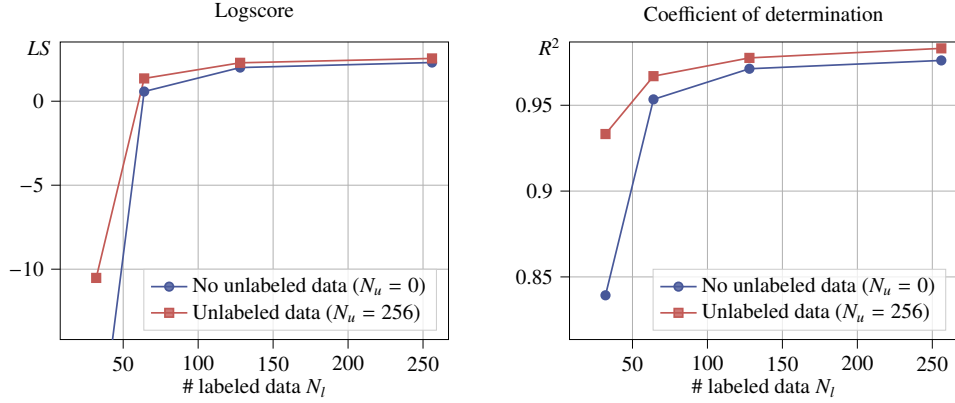 Logscore
LS
0
−5
−10
No unlabeled data (N_u = 0)
Unlabeled data (N_u = 256)
50 100 150 200 250
# labeled data N_l
Coefficient of determination
R²
0.95
0.9
0.85
No unlabeled data (N_u = 0)
Unlabeled data (N_u = 256)
50 100 150 200 250
# labeled data N_l